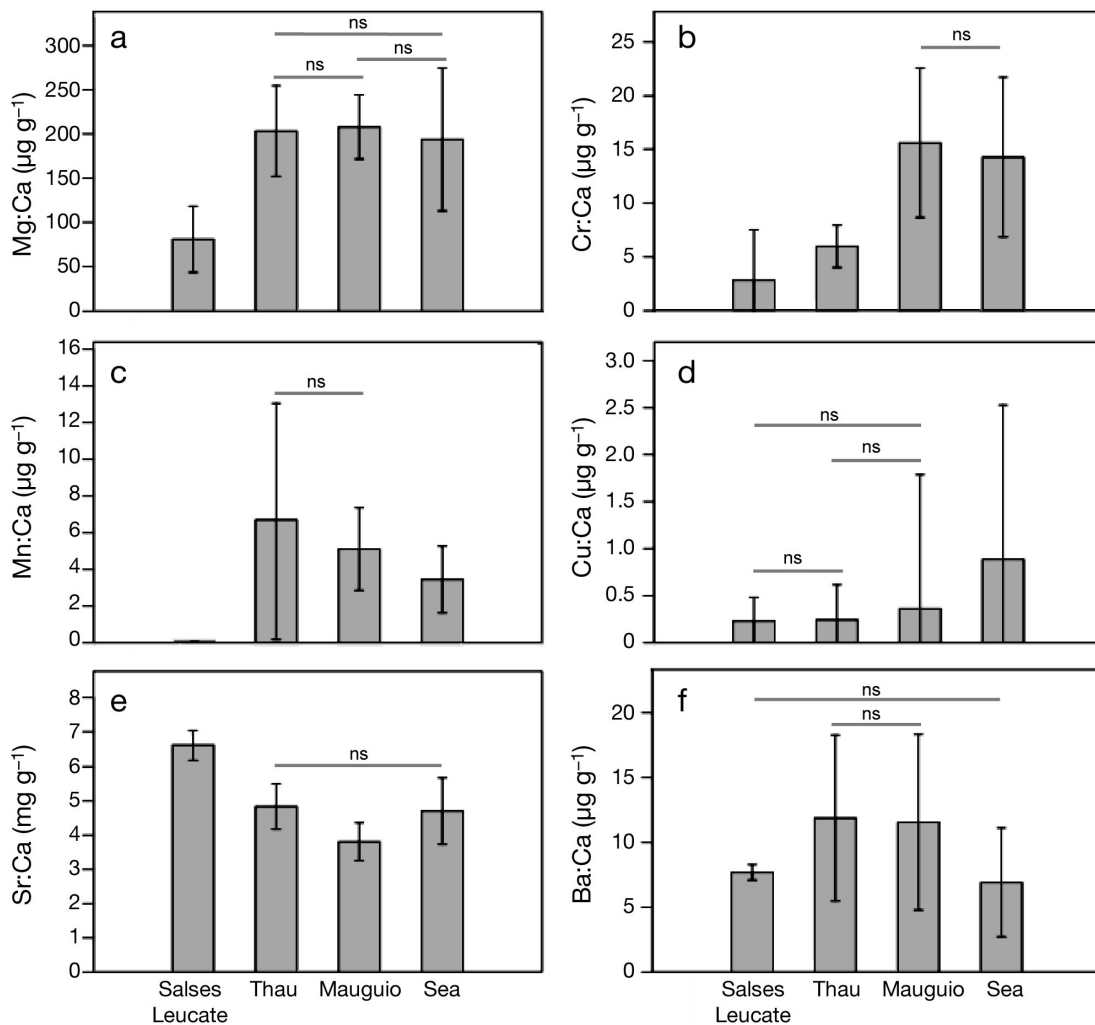 a
Mg:Ca (µg g⁻¹)
300
250
200
150
100
50
0
ns
ns
ns
b
Cr:Ca (µg g⁻¹)
25
20
15
10
5
0
ns
c
Mn:Ca (µg g⁻¹)
16
14
12
10
8
6
4
2
0
ns
d
Cu:Ca (µg g⁻¹)
3.0
2.5
2.0
1.5
1.0
0.5
0
ns
ns
ns
e
Sr:Ca (mg g⁻¹)
8
7
6
5
4
3
2
1
0
ns
Salses Thau Mauguio Sea
Leucate
f
Ba:Ca (µg g⁻¹)
20
15
10
5
0
ns
ns
Salses Thau Mauguio Sea
Leucate